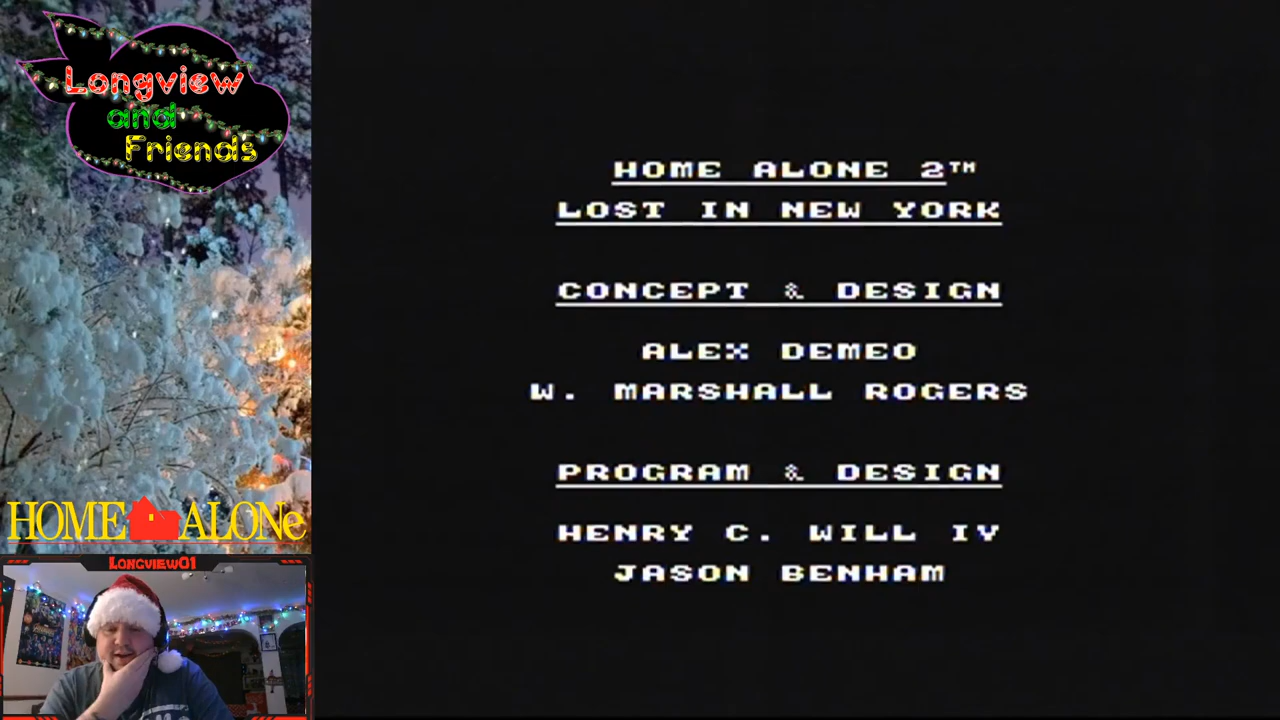 Longview
and
Friends
HOME ALONe
LONGVIEW01
HOME ALONE 2™
LOST IN NEW YORK
CONCEPT & DESIGN
ALEX DEMEO
W. MARSHALL ROGERS
PROGRAM & DESIGN
HENRY C. WILL IV
JASON BENHAM